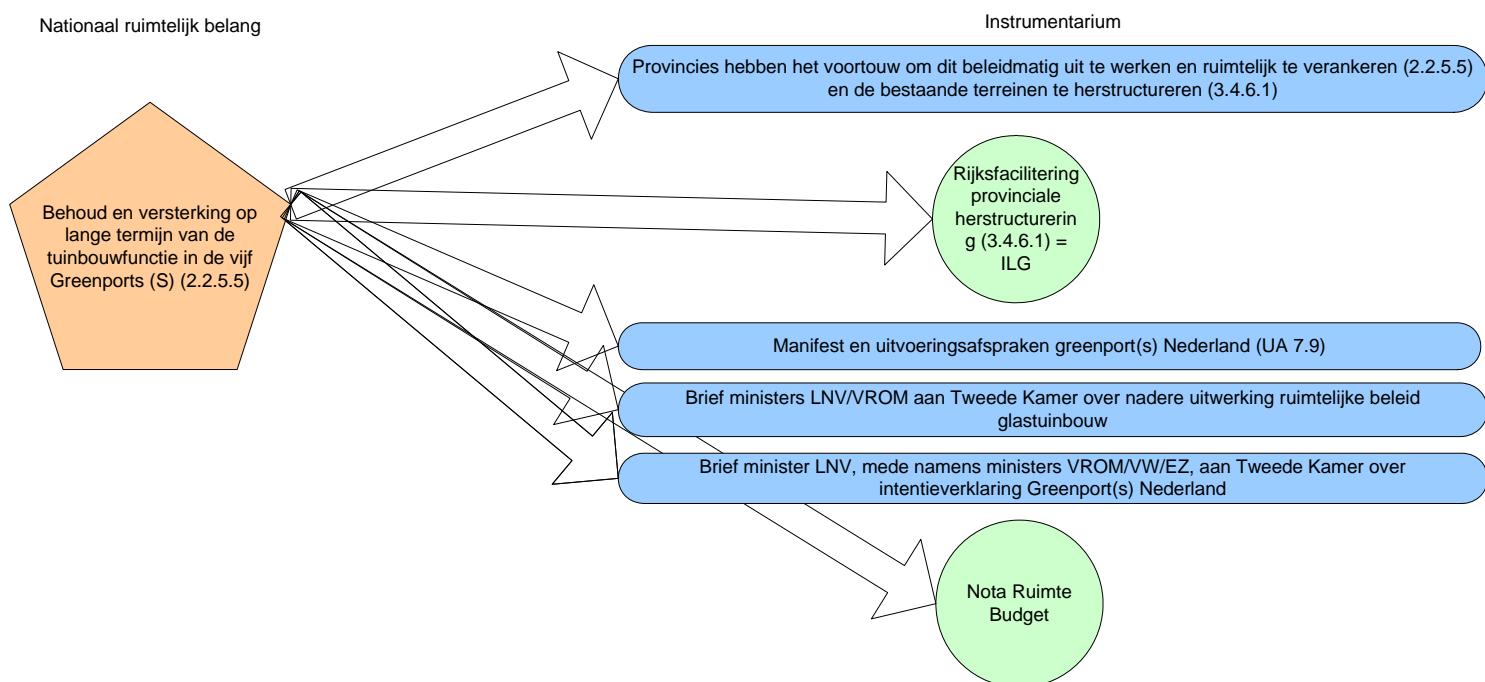 Nationaal ruimtelijk belang
Instrumentarium
Provincies hebben het voortouw om dit beleidmatig uit te werken en ruimtelijk te verankeren (2.2.5.5)
en de bestaande terreinen te herstructureren (3.4.6.1)
Behoud en versterking op
lange termijn van de
tuinbouwfunctie in de vijf
Greenports (S) (2.2.5.5)
Rijksfacilitering
provinciale
herstructurerin
g (3.4.6.1) =
ILG
Manifest en uitvoeringsafspraken greenport(s) Nederland (UA 7.9)
Brief ministers LNV/VROM aan Tweede Kamer over nadere uitwerking ruimtelijke beleid
glastuinbouw
Brief minister LNV, mede namens ministers VROM/VW/EZ, aan Tweede Kamer over
intentieverklaring Greenport(s) Nederland
Nota Ruimte
Budget